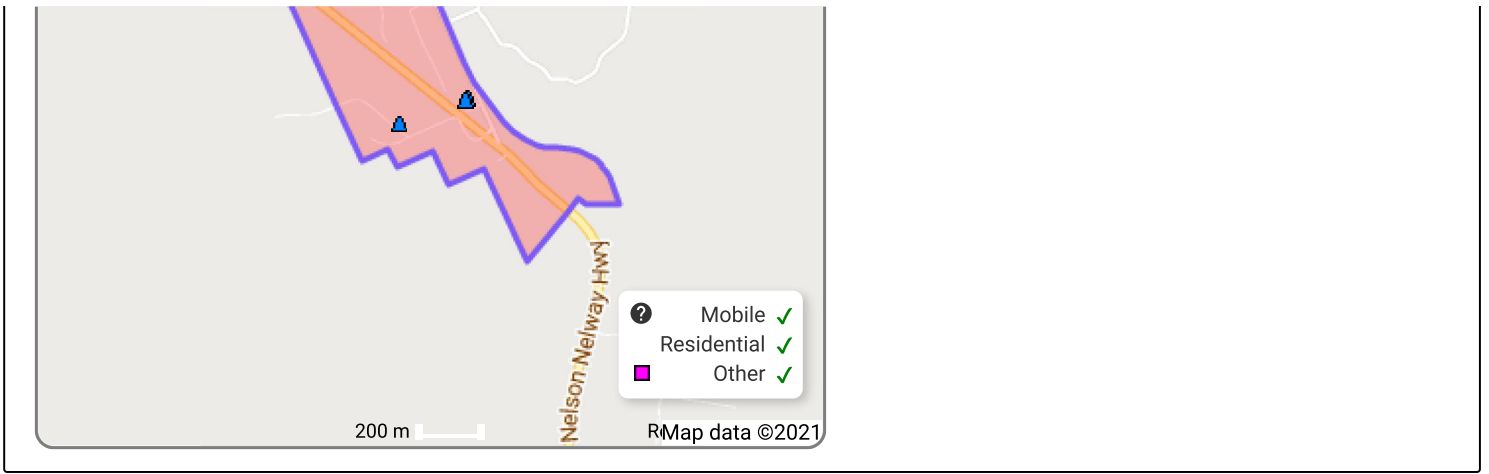 Nelson Nelway Hwy
Mobile ✓
Residential ✓
Other ✓
200 m
Map data ©2021